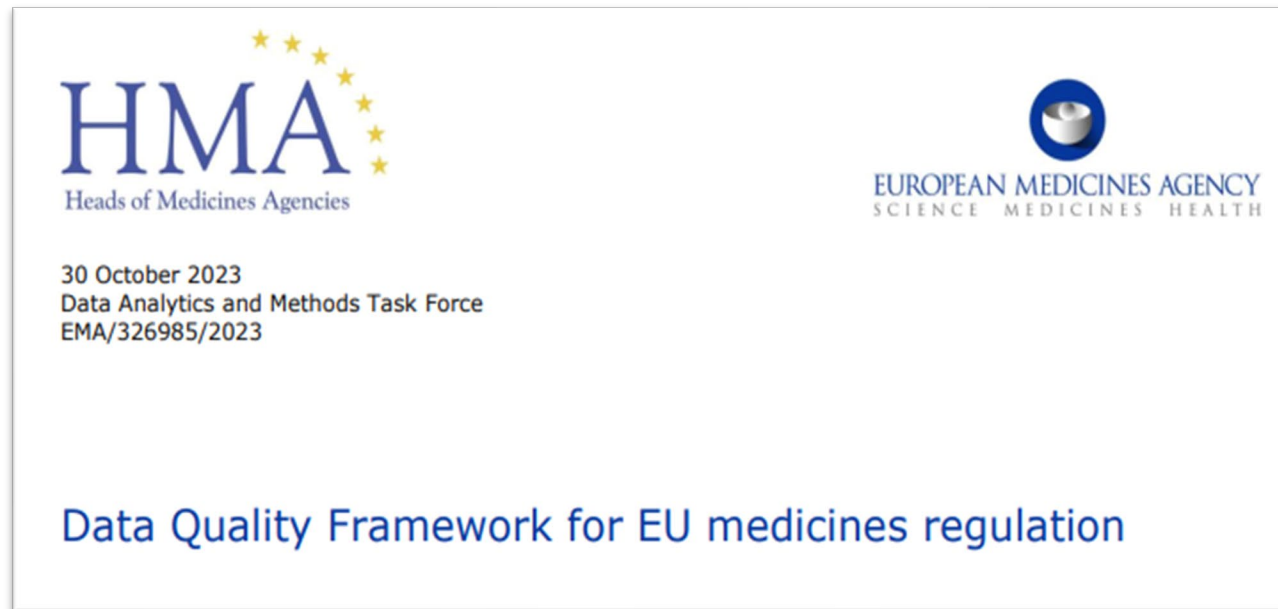 HMA
Heads of Medicines Agencies
EUROPEAN MEDICINES AGENCY
SCIENCE MEDICINES HEALTH
30 October 2023
Data Analytics and Methods Task Force
EMA/326985/2023
Data Quality Framework for EU medicines regulation